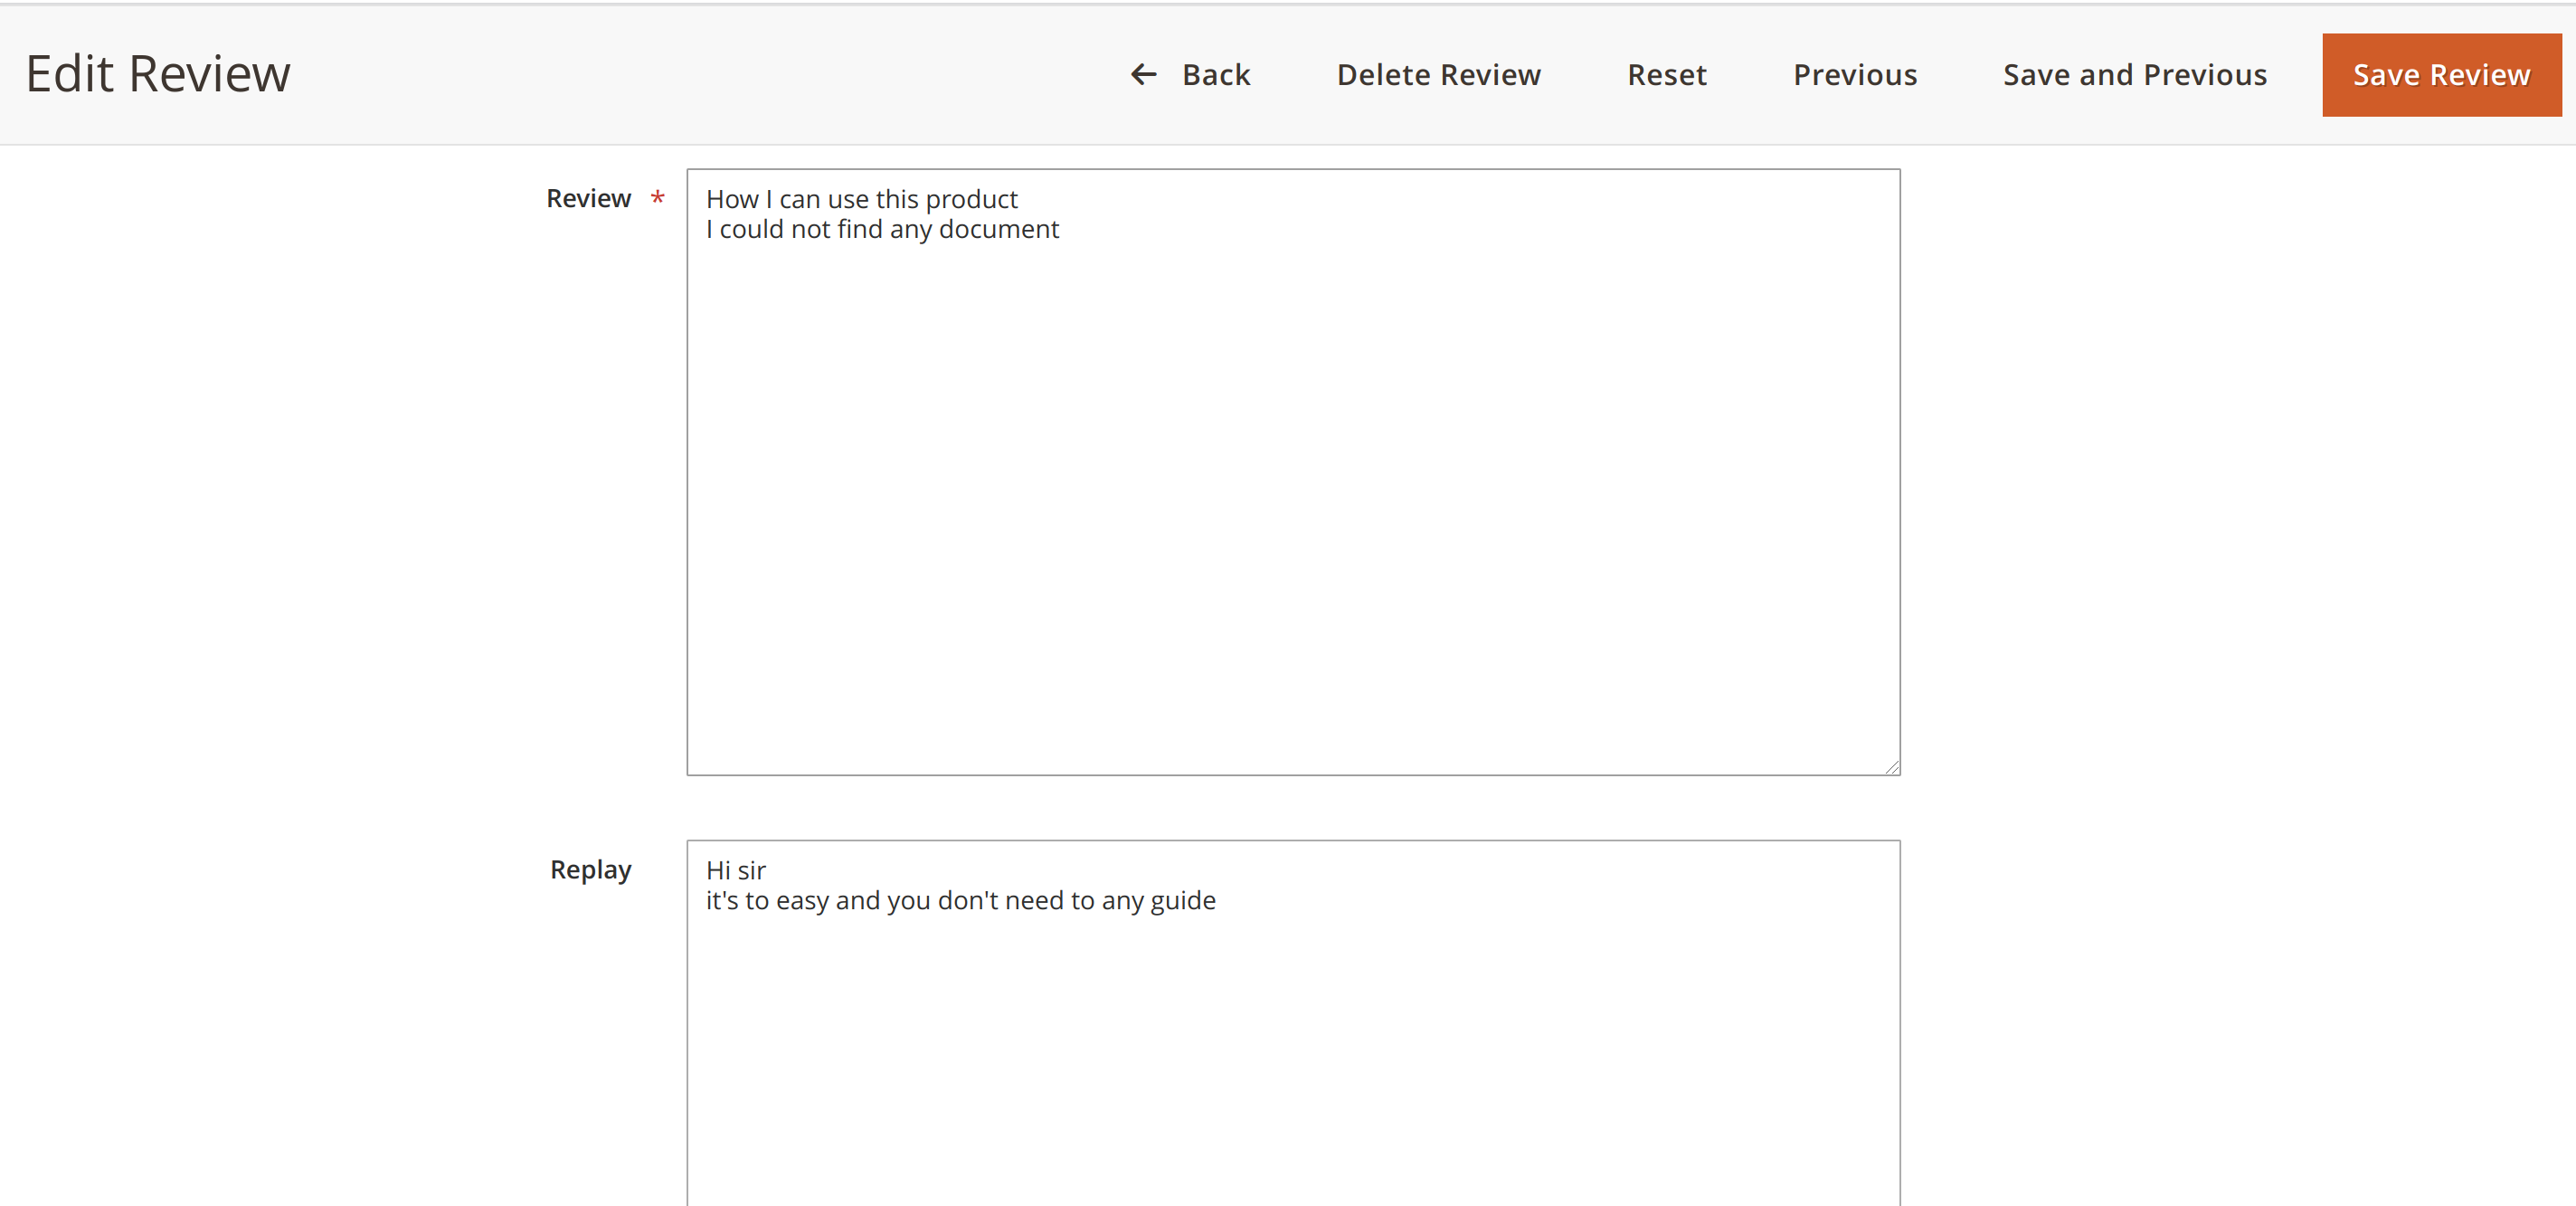 Edit Review
Back
Delete Review
Reset
Previous
Save and Previous
Save Review
Review *
How I can use this product
I could not find any document
Replay
Hi sir
it's to easy and you don't need to any guide